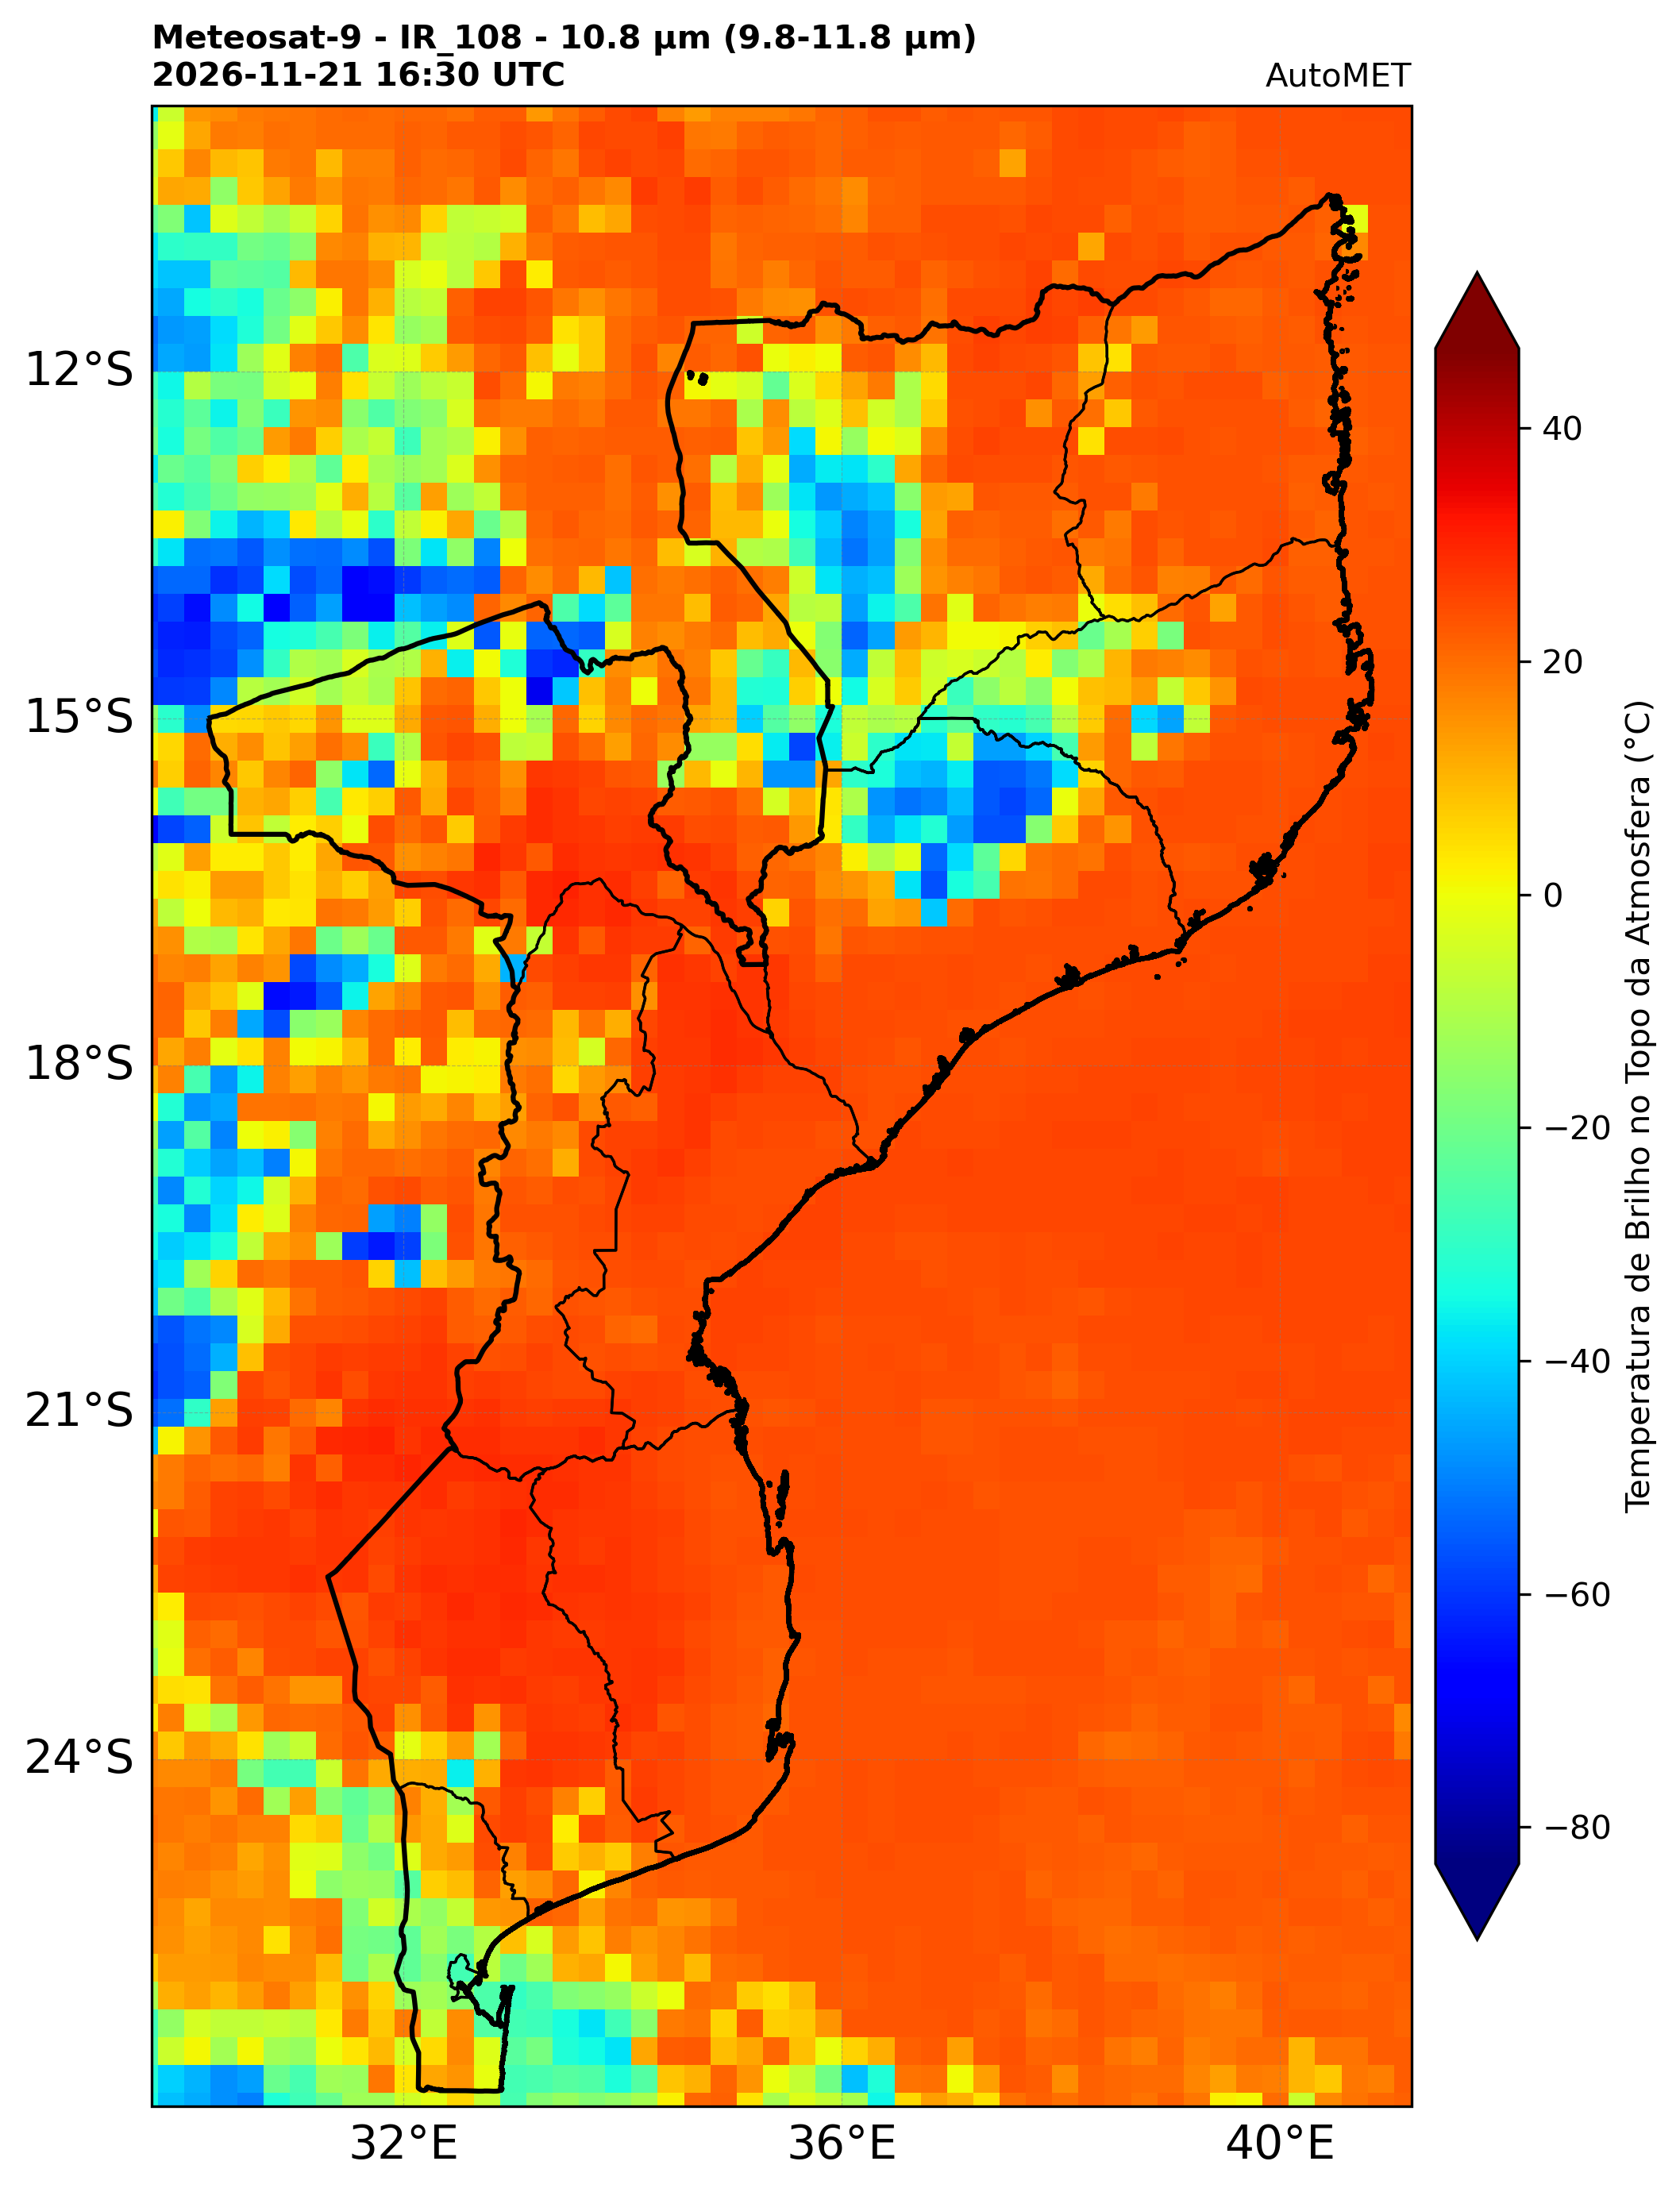 Meteosat-9 - IR_108 - 10.8 µm (9.8-11.8 µm)
2026-11-21 16:30 UTC
AutoMET
12°S
15°S
18°S
21°S
24°S
32°E
36°E
40°E
40
20
0
−20
−40
−60
−80
Temperatura de Brilho no Topo da Atmosfera (°C)